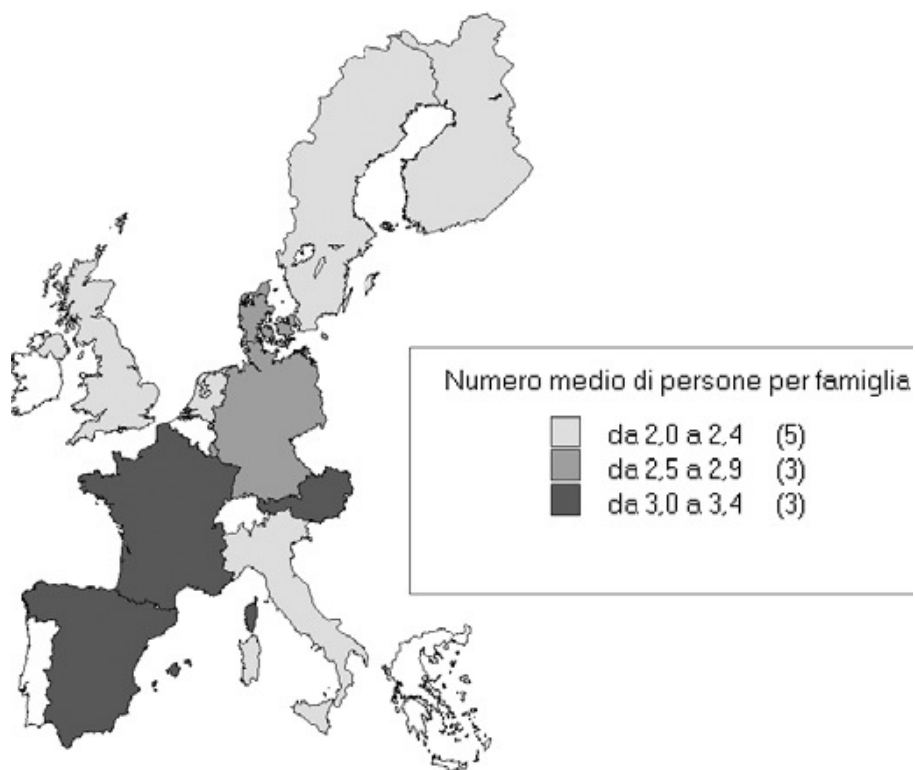 Numero medio di persone per famiglia
da 2,0 a 2,4 (5)
da 2,5 a 2,9 (3)
da 3,0 a 3,4 (3)